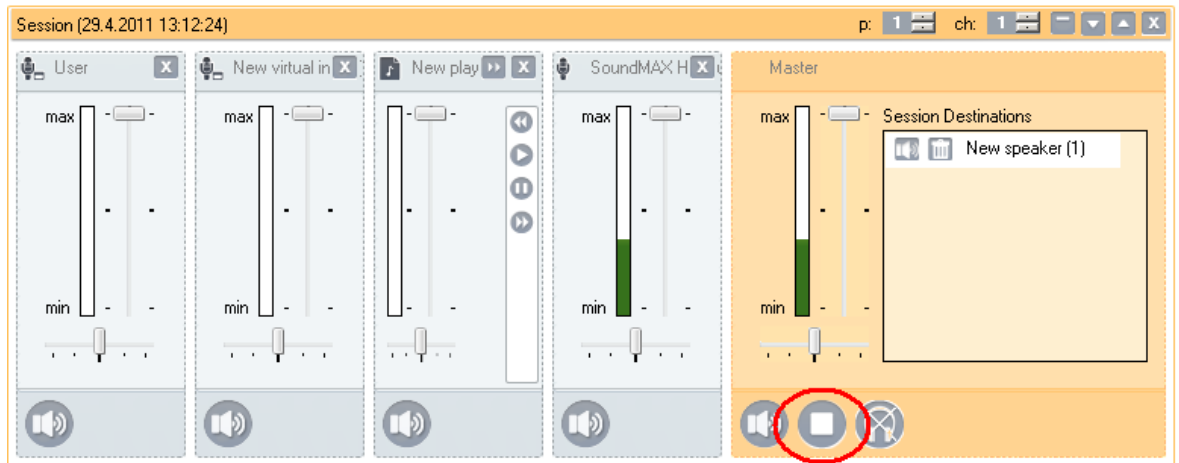 Session (29.4.2011 13:12:24)
p: 1
ch: 1
User
New virtual in
New play
SoundMAX H
Master
max
min
max
min
max
min
max
min
Session Destinations
New speaker (1)